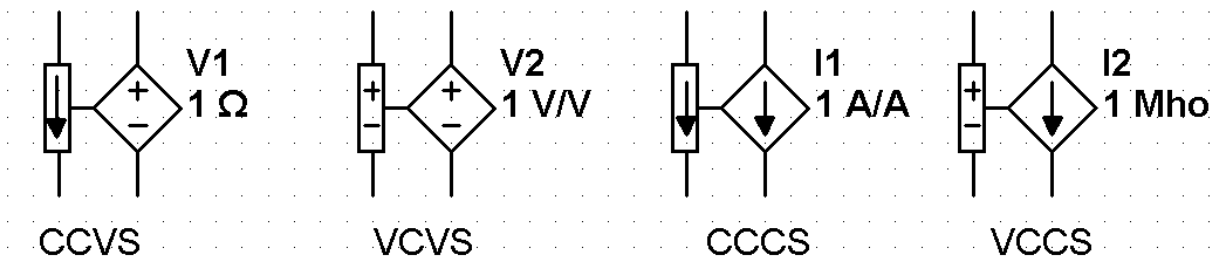 V1
1 Ω
CCVS
V2
1 V/V
VCVS
I1
1 A/A
CCCS
I2
1 Mho
VCCS